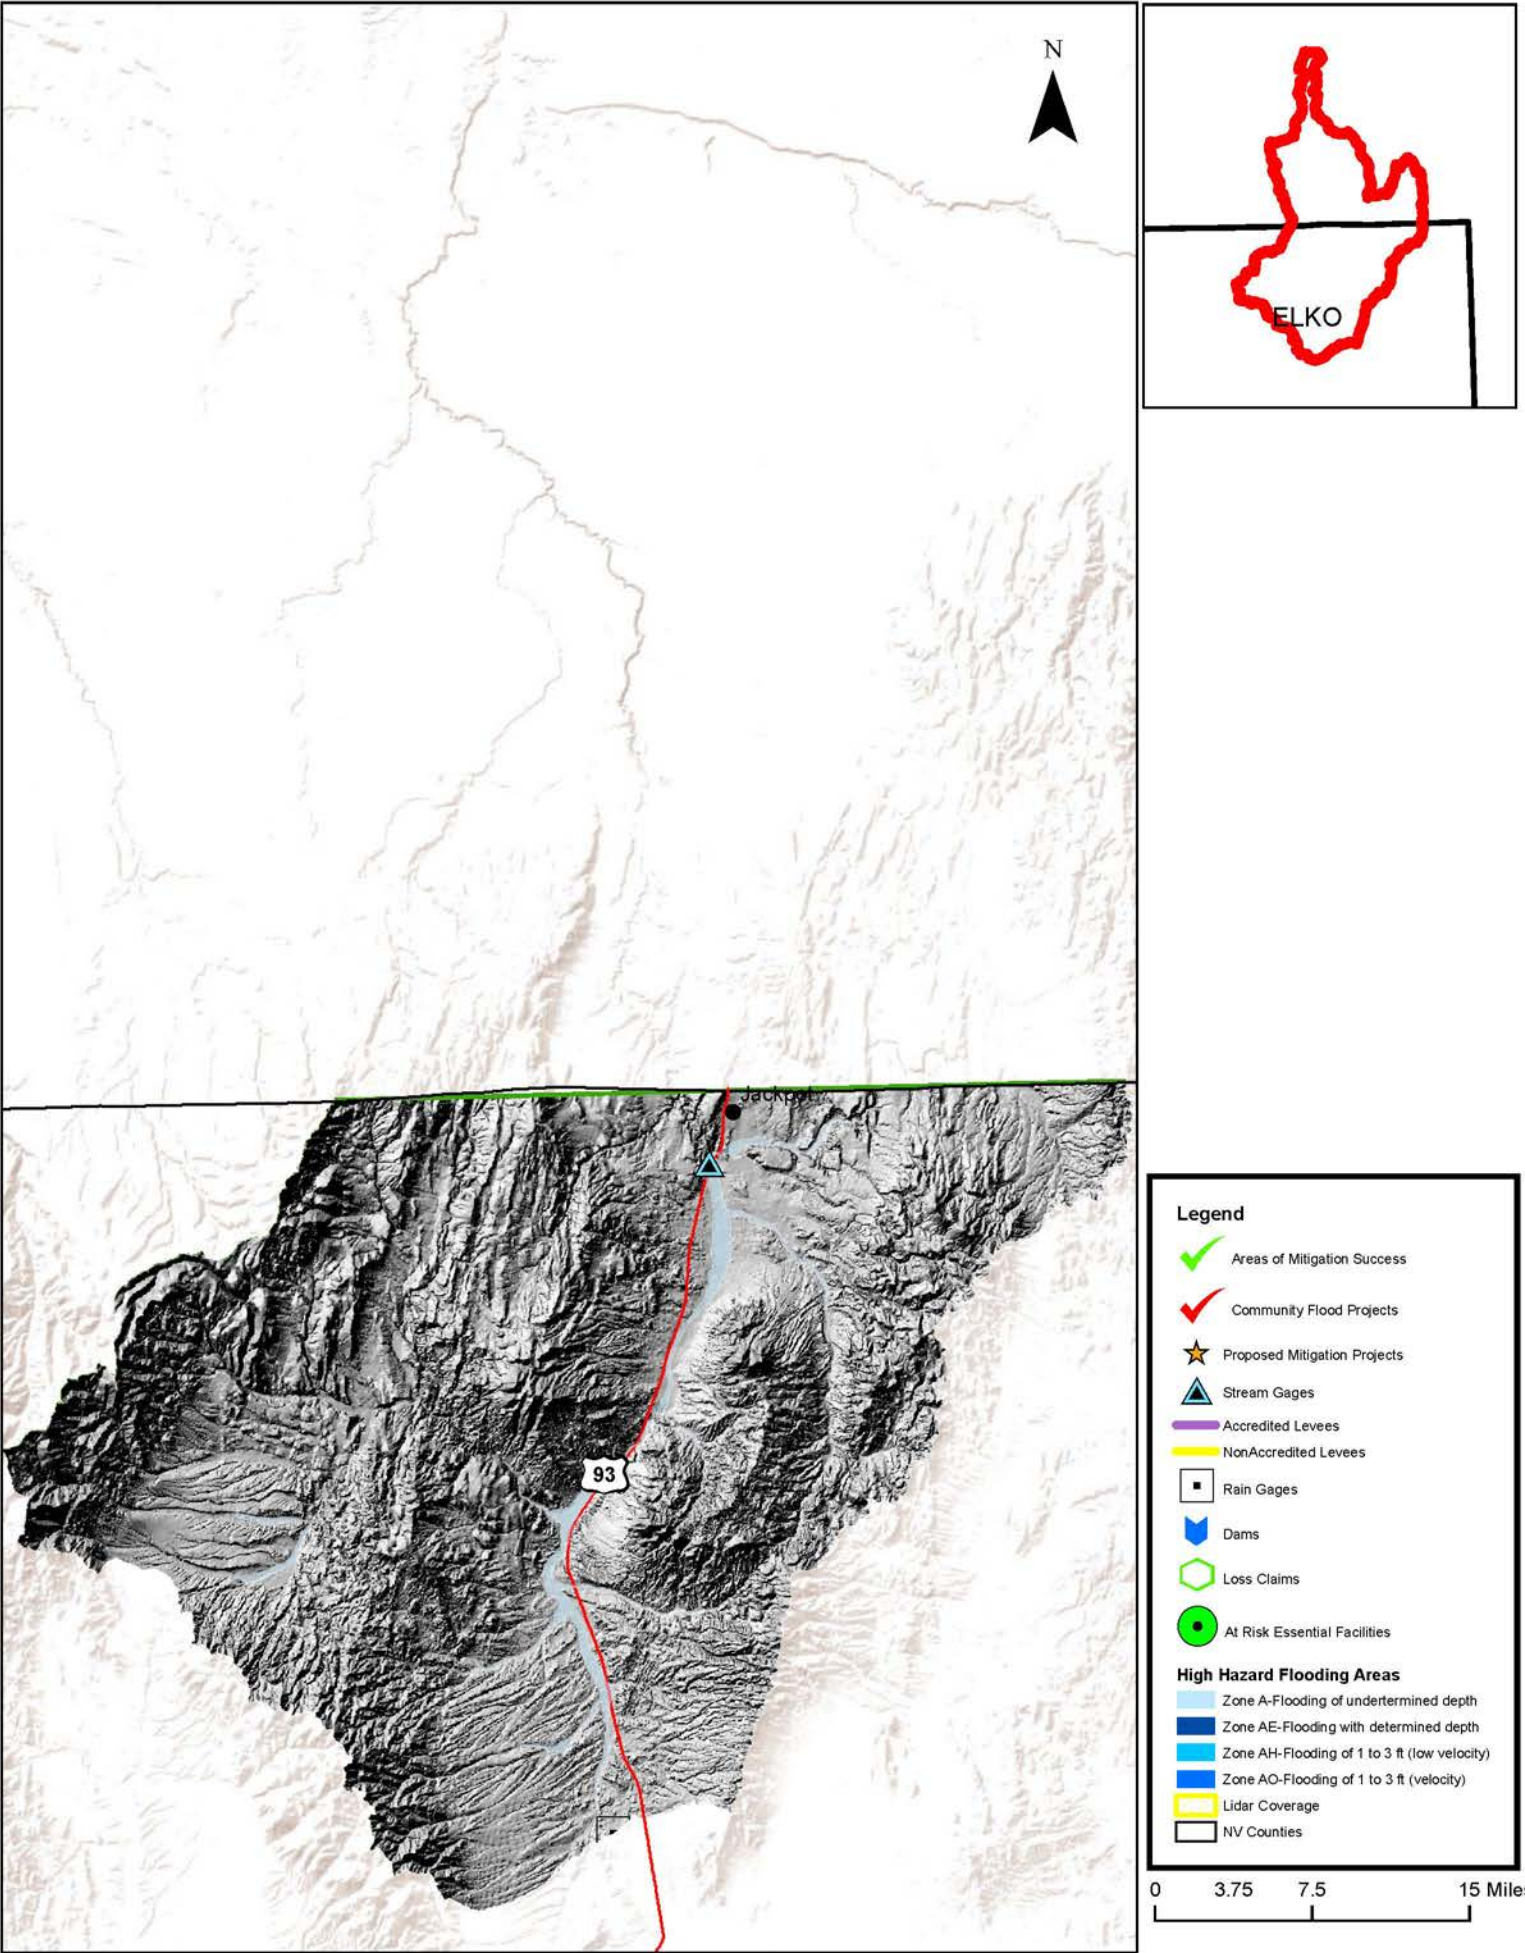 N
ELKO
Jackpot
93
Legend
Areas of Mitigation Success
Community Flood Projects
Proposed Mitigation Projects
Stream Gages
Accredited Levees
NonAccredited Levees
Rain Gages
Dams
Loss Claims
At Risk Essential Facilities
High Hazard Flooding Areas
Zone A-Flooding of undertermined depth
Zone AE-Flooding with determined depth
Zone AH-Flooding of 1 to 3 ft (low velocity)
Zone AO-Flooding of 1 to 3 ft (velocity)
Lidar Coverage
NV Counties
0 3.75 7.5 15 Miles